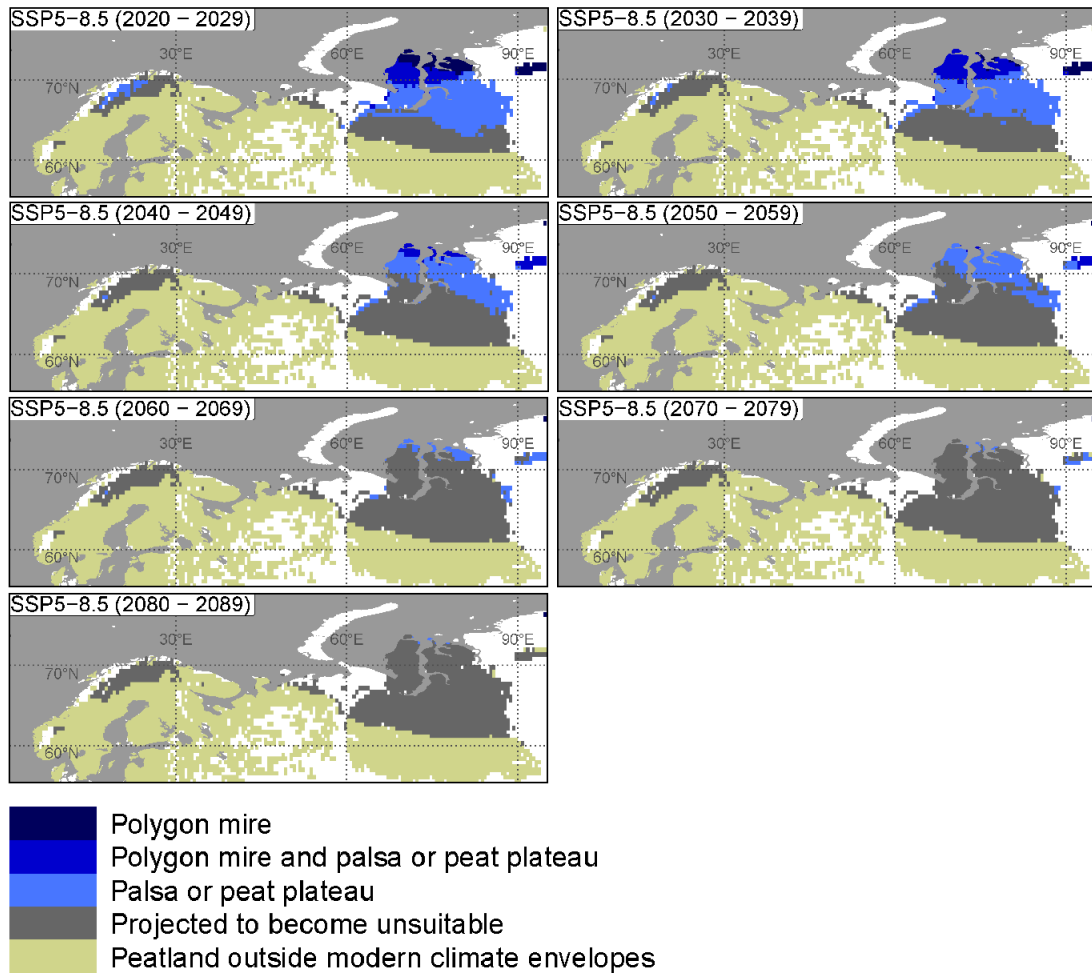 SSP5−8.5 (2020 − 2029)
30°E
60°E
90°E
70°N
60°N
SSP5−8.5 (2030 − 2039)
30°E
60°E
90°E
70°N
60°N
SSP5−8.5 (2040 − 2049)
30°E
60°E
90°E
70°N
60°N
SSP5−8.5 (2050 − 2059)
30°E
60°E
90°E
70°N
60°N
SSP5−8.5 (2060 − 2069)
30°E
60°E
90°E
70°N
60°N
SSP5−8.5 (2070 − 2079)
30°E
60°E
90°E
70°N
60°N
SSP5−8.5 (2080 − 2089)
30°E
60°E
90°E
70°N
60°N
Polygon mire
Polygon mire and palsa or peat plateau
Palsa or peat plateau
Projected to become unsuitable
Peatland outside modern climate envelopes